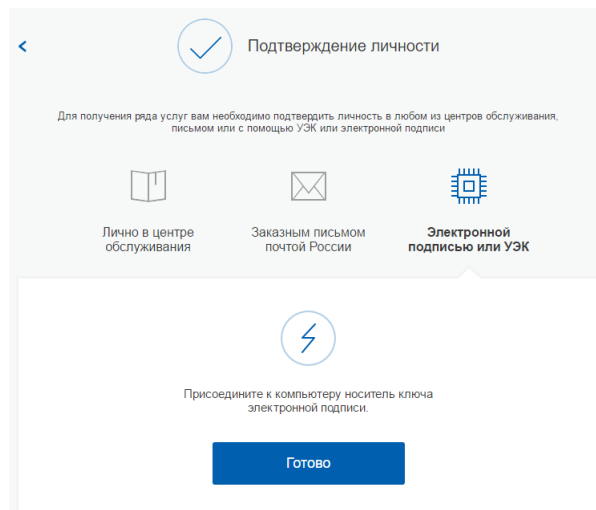 Подтверждение личности
Для получения ряда услуг вам необходимо подтвердить личность в любом из центров обслуживания,
письмом или с помощью УЭК или электронной подписи
Лично в центре
обслуживания
Заказным письмом
почтой России
Электронной
подписью или УЭК
Присоедините к компьютеру носитель ключа
электронной подписи.
Готово